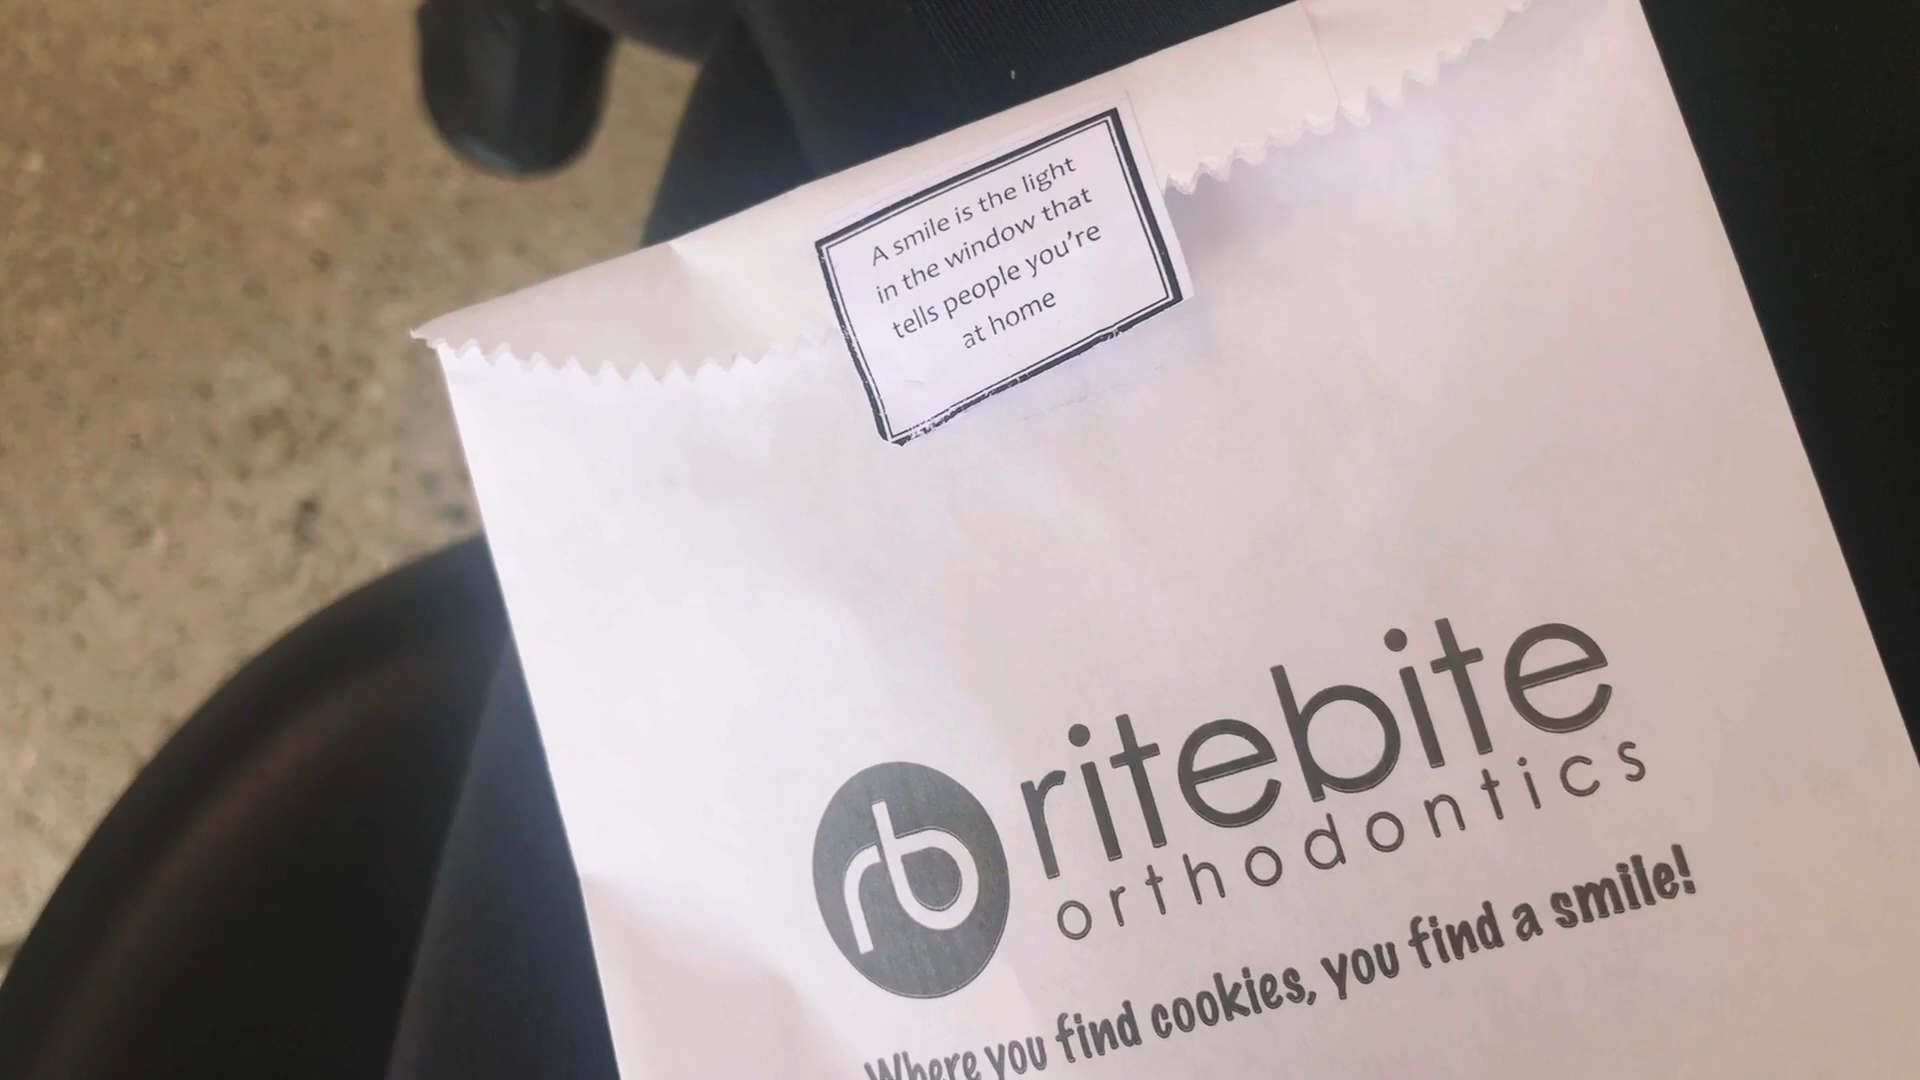 A smile is the light
in the window that
tells people you're
at home
rb
ritebite
orthodontics
Where you find cookies, you find a smile!